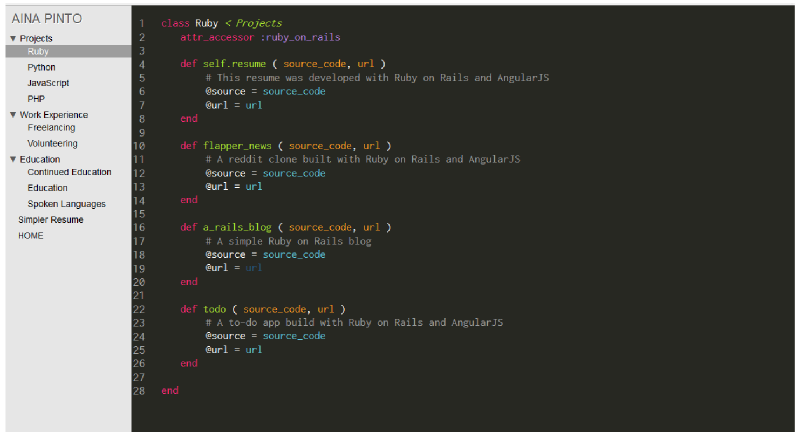 AINA PINTO
▼ Projects
Ruby
Python
JavaScript
PHP
▼ Work Experience
Freelancing
Volunteering
▼ Education
Continued Education
Education
Spoken Languages
Simpler Resume
HOME
1 class Ruby < Projects
2 attr_accessor :ruby_on_rails
3
4 def self.resume ( source_code, url )
5 # This resume was developed with Ruby on Rails and AngularJS
6 @source = source_code
7 @url = url
8 end
9
10 def flapper_news ( source_code, url )
11 # A reddit clone built with Ruby on Rails and AngularJS
12 @source = source_code
13 @url = url
14 end
15
16 def a_rails_blog ( source_code, url )
17 # A simple Ruby on Rails blog
18 @source = source_code
19 @url = url
20 end
21
22 def todo ( source_code, url )
23 # A to-do app build with Ruby on Rails and AngularJS
24 @source = source_code
25 @url = url
26 end
27
28 end